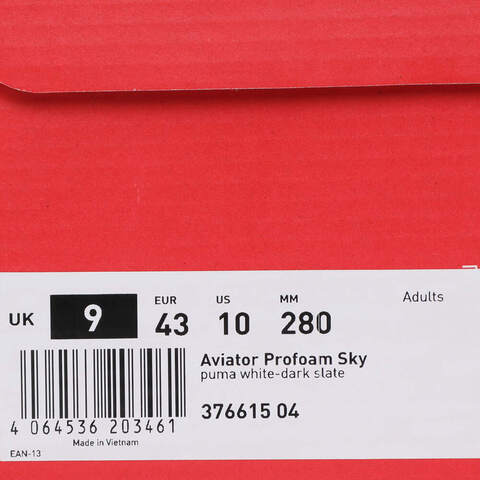 Adults
EUR US MM
UK 9 43 10 280
Aviator Profoam Sky
puma white-dark slate
376615 04
4 064536 203461
Made in Vietnam
EAN-13